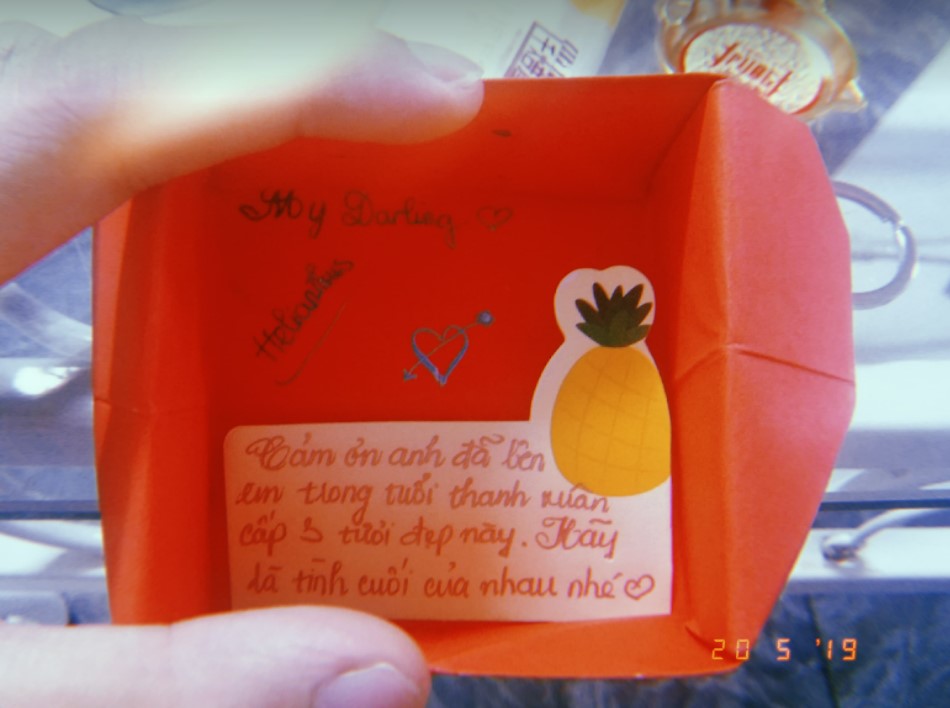 My Darling ♡
Cảm ơn anh đã bên
em trong tuổi thanh xuân
cấp 3 tươi đẹp này. Hãy
là tình cuối của nhau nhé ♡
20 5 '19